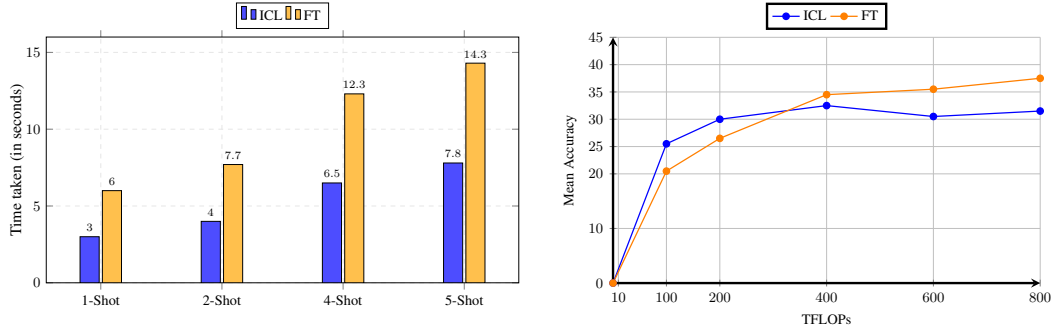 ICL FT
Time taken (in seconds)
15
10
5
0
3
6
4
7.7
6.5
12.3
7.8
14.3
1-Shot 2-Shot 4-Shot 5-Shot
ICL FT
Mean Accuracy
45
40
35
30
25
20
10
0
10 100 200 400 600 800
TFLOPs